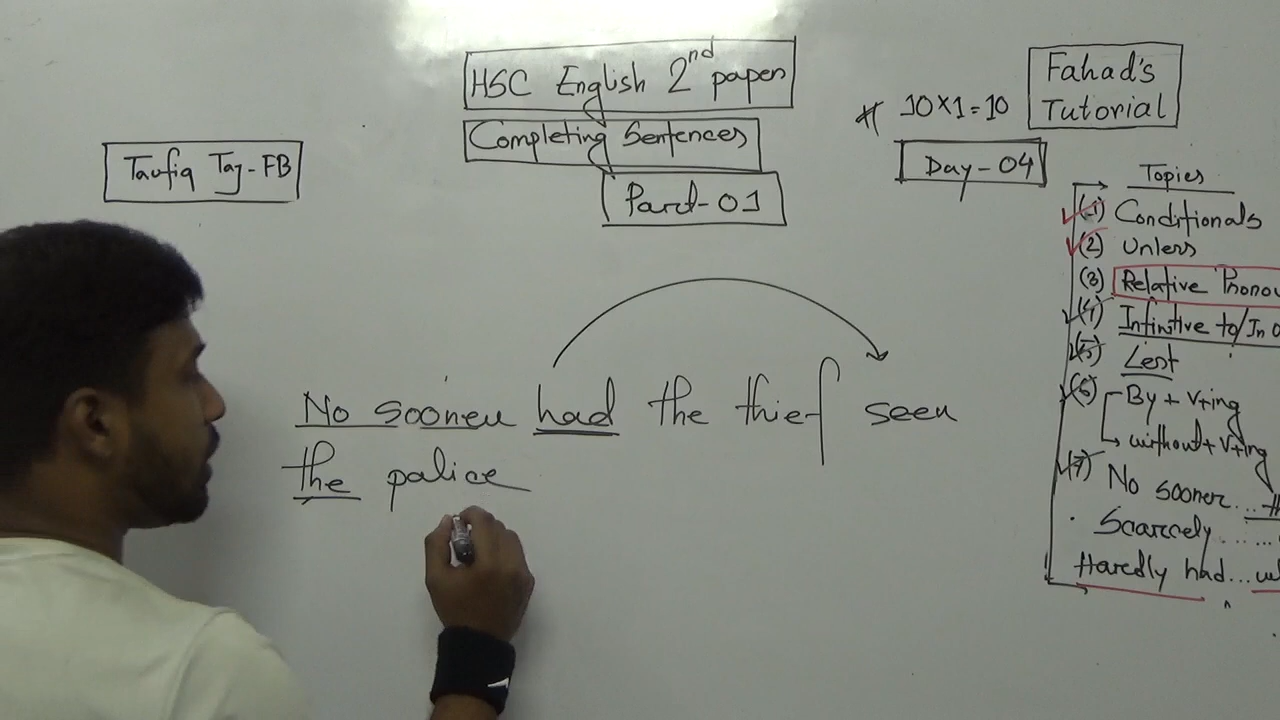 HSC English 2nd paper
Completing Sentences
Part-01
* 10×1=10
Fahad's
Tutorial
Day-04
Taufiq Taj-FB
No sooner had the thief seen
the police
Topics
(1) Conditionals
(2) Unless
(3) Relative Pronou
(4) Infinitive to/In o
(5) Lest
(6) By + V+ing
without + V+ing
(7) No sooner... th
Scarcely ......
Hardly had...